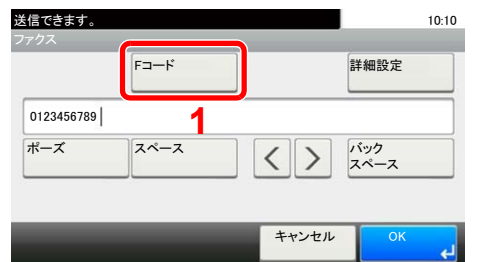 送信できます。 10:10
ファクス
Fコード 詳細設定
0123456789
1
ポーズ スペース バック
スペース
キャンセル OK